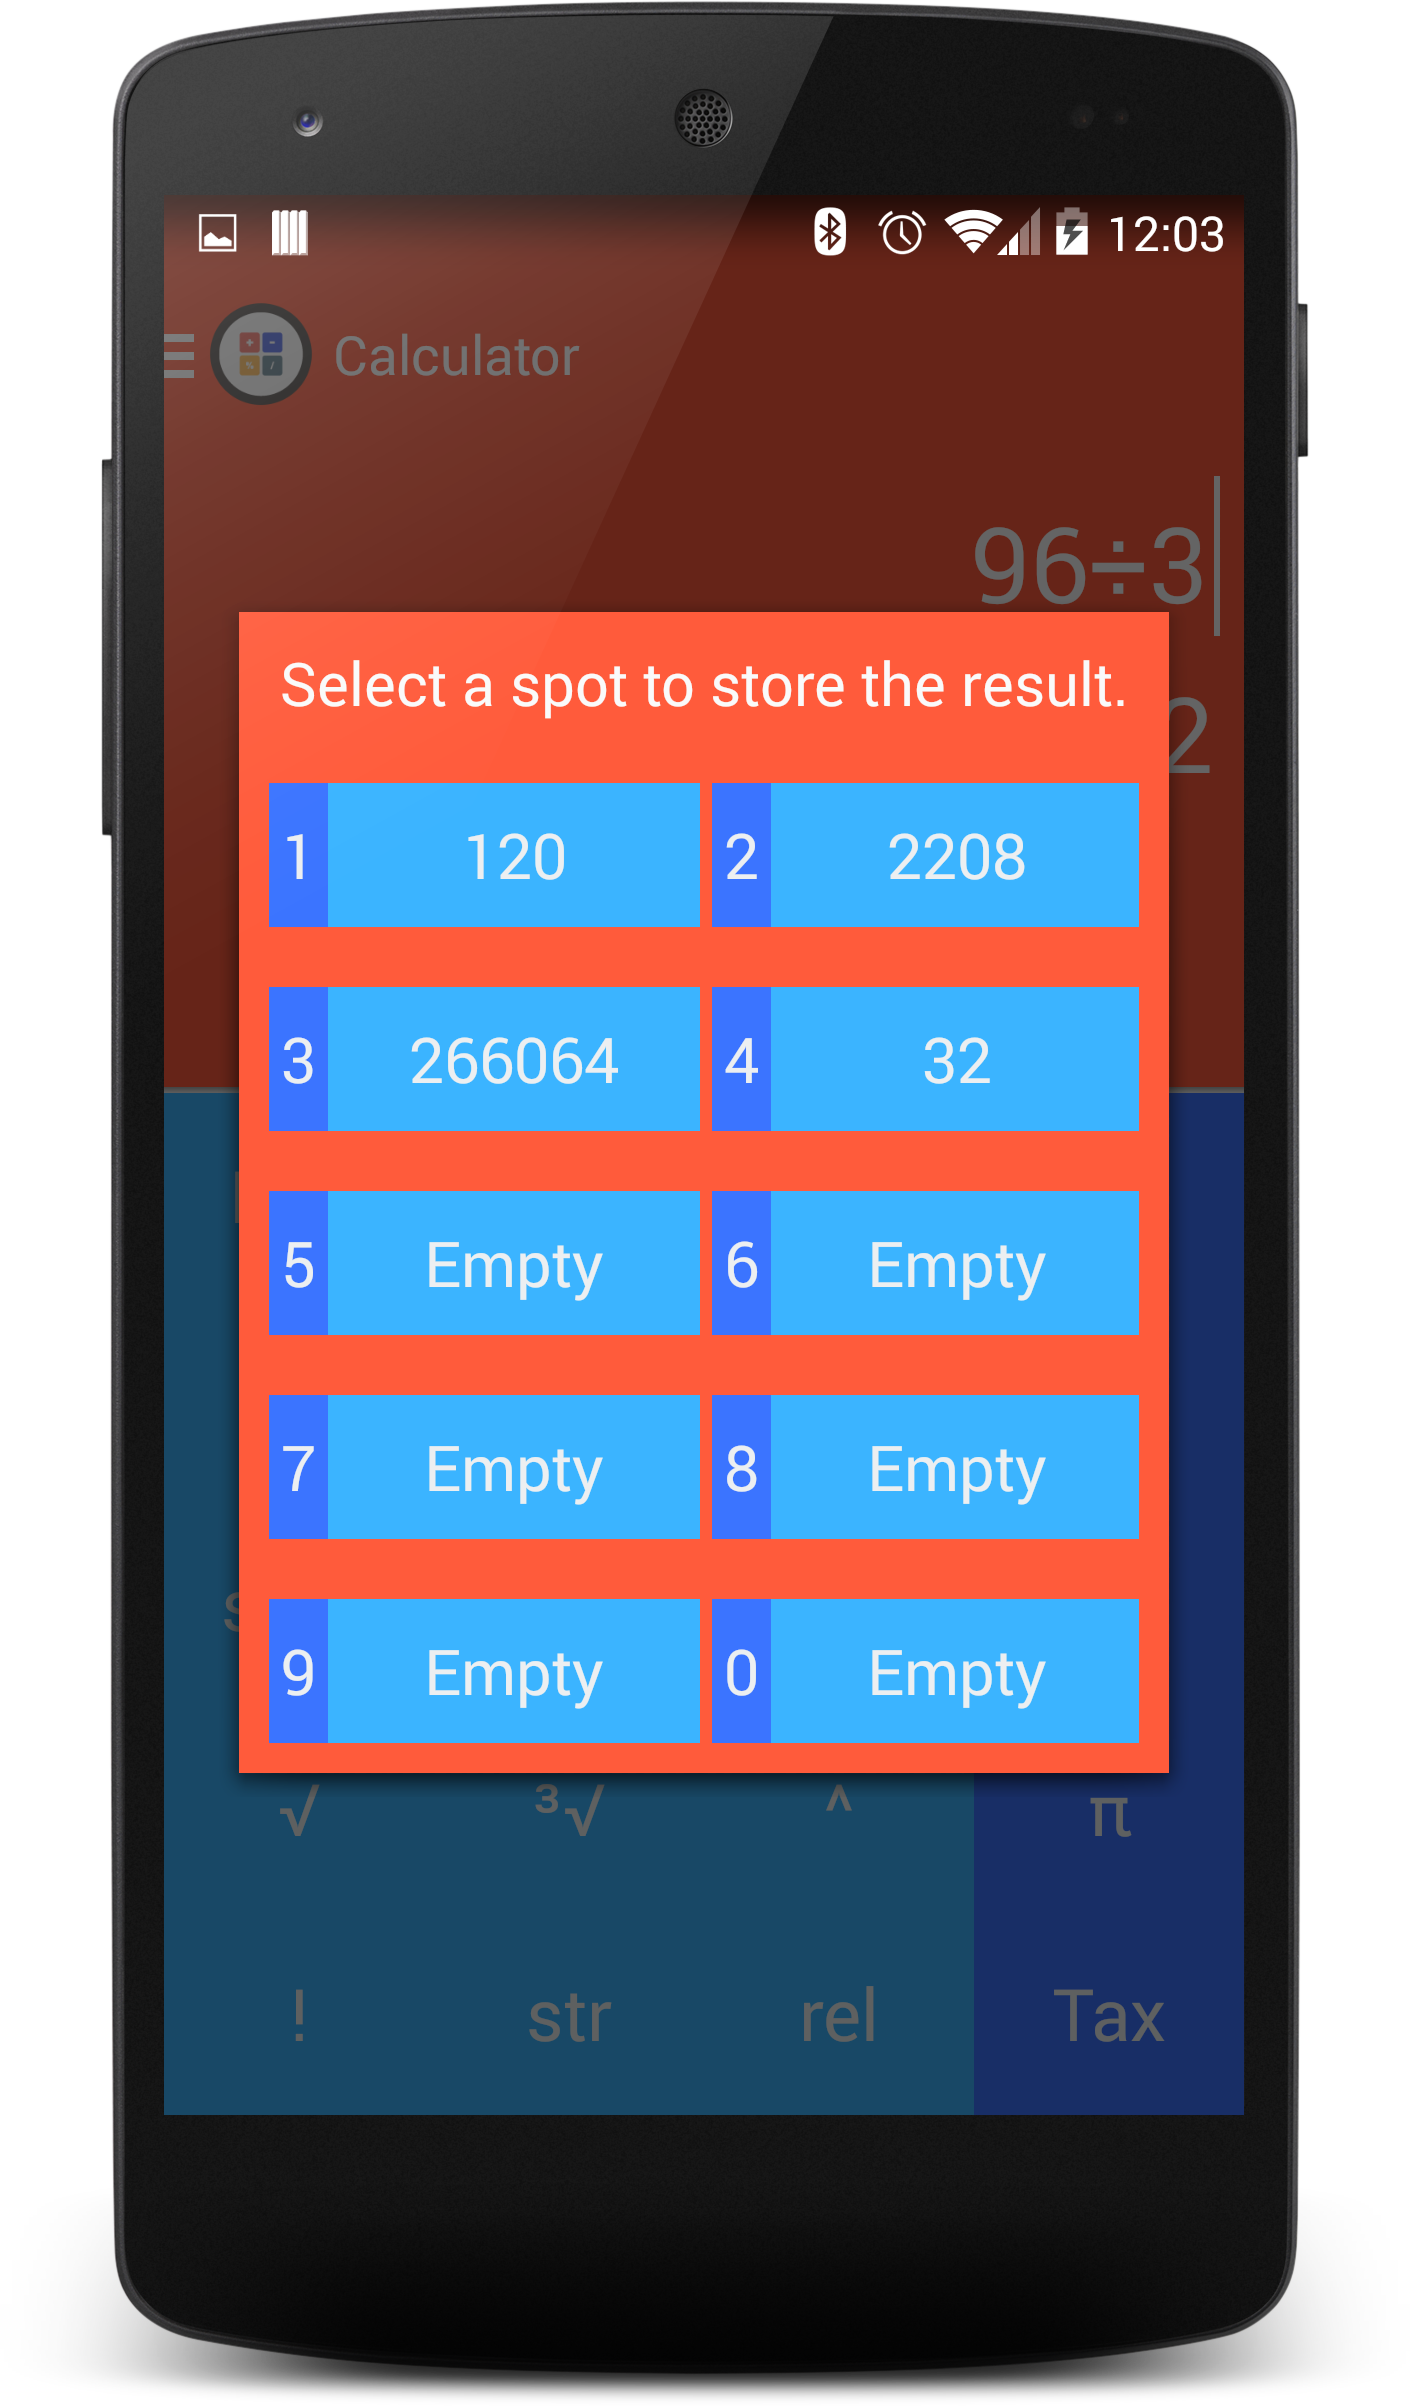 12:03
Calculator
96÷3
2
Select a spot to store the result.
1 120 2 2208
3 266064 4 32
5 Empty 6 Empty
7 Empty 8 Empty
9 Empty 0 Empty
√ ³√ ^ π
! str rel Tax